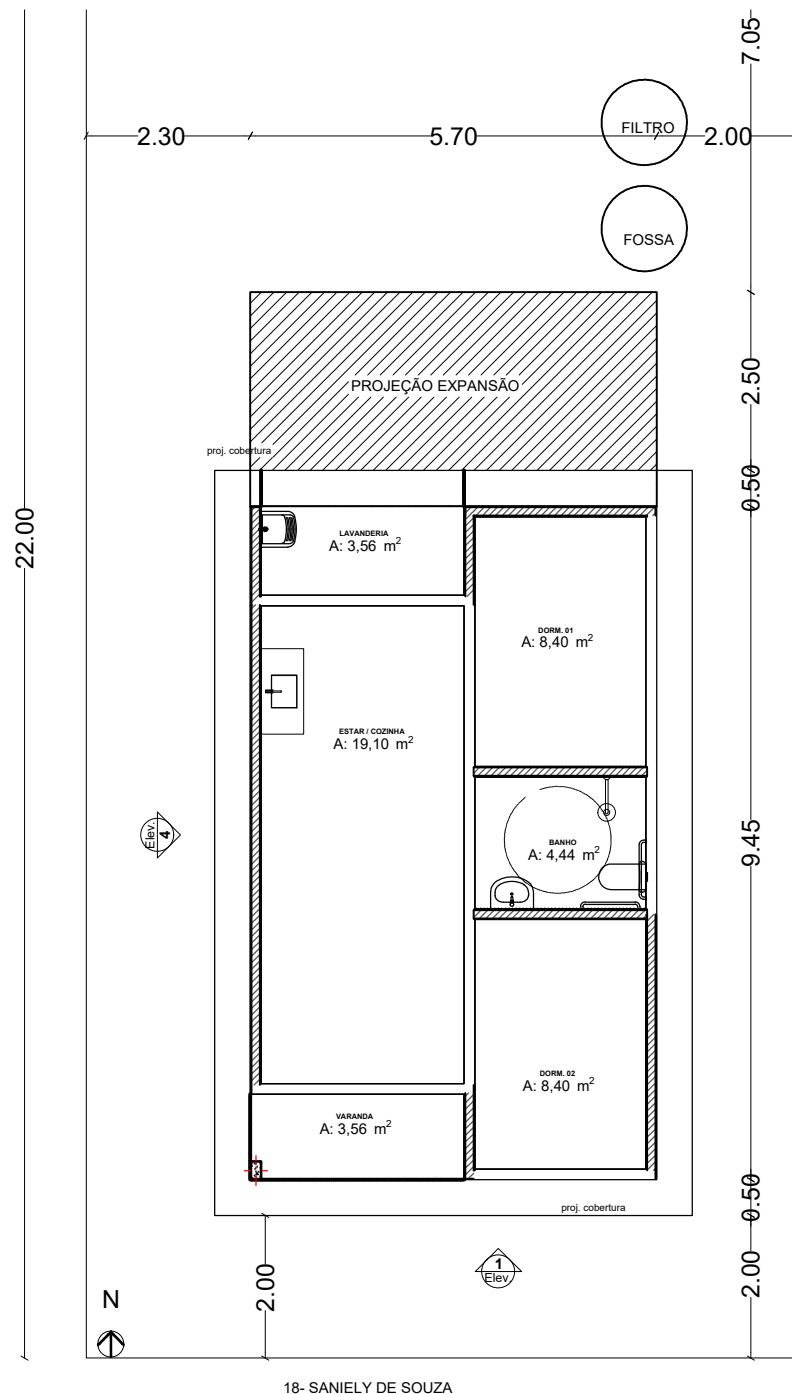 7.05
FILTRO
2.30
5.70
2.00
FOSSA
2.50
PROJEÇÃO EXPANSÃO
proj. cobertura
0.50
22.00
LAVANDERIA
A: 3,56 m²
DORM. 01
A: 8,40 m²
ESTAR / COZINHA
A: 19,10 m²
Elev.
4
BANHO
A: 4,44 m²
9.45
DORM. 02
A: 8,40 m²
VARANDA
A: 3,56 m²
proj. cobertura
0.50
1
Elev.
2.00
2.00
N
18- SANIELY DE SOUZA